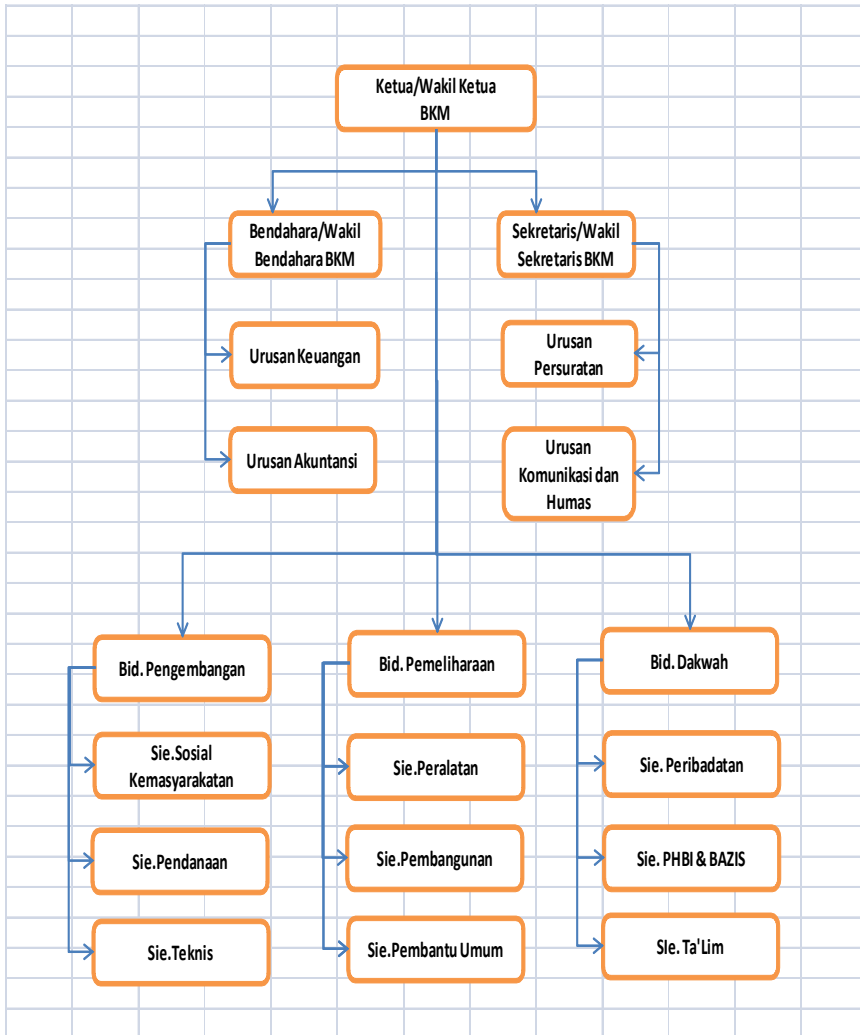 Ketua/Wakil Ketua
BKM
Bendahara/Wakil
Bendahara BKM
Sekretaris/Wakil
Sekretaris BKM
Urusan Keuangan
Urusan
Persuratan
Urusan Akuntansi
Urusan
Komunikasi dan
Humas
Bid. Pengembangan
Bid. Pemeliharaan
Bid. Dakwah
Sie.Sosial
Kemasyarakatan
Sie.Peralatan
Sie. Peribadatan
Sie.Pendanaan
Sie.Pembangunan
Sie. PHBI & BAZIS
Sie.Teknis
Sie.Pembantu Umum
SIe. Ta'Lim